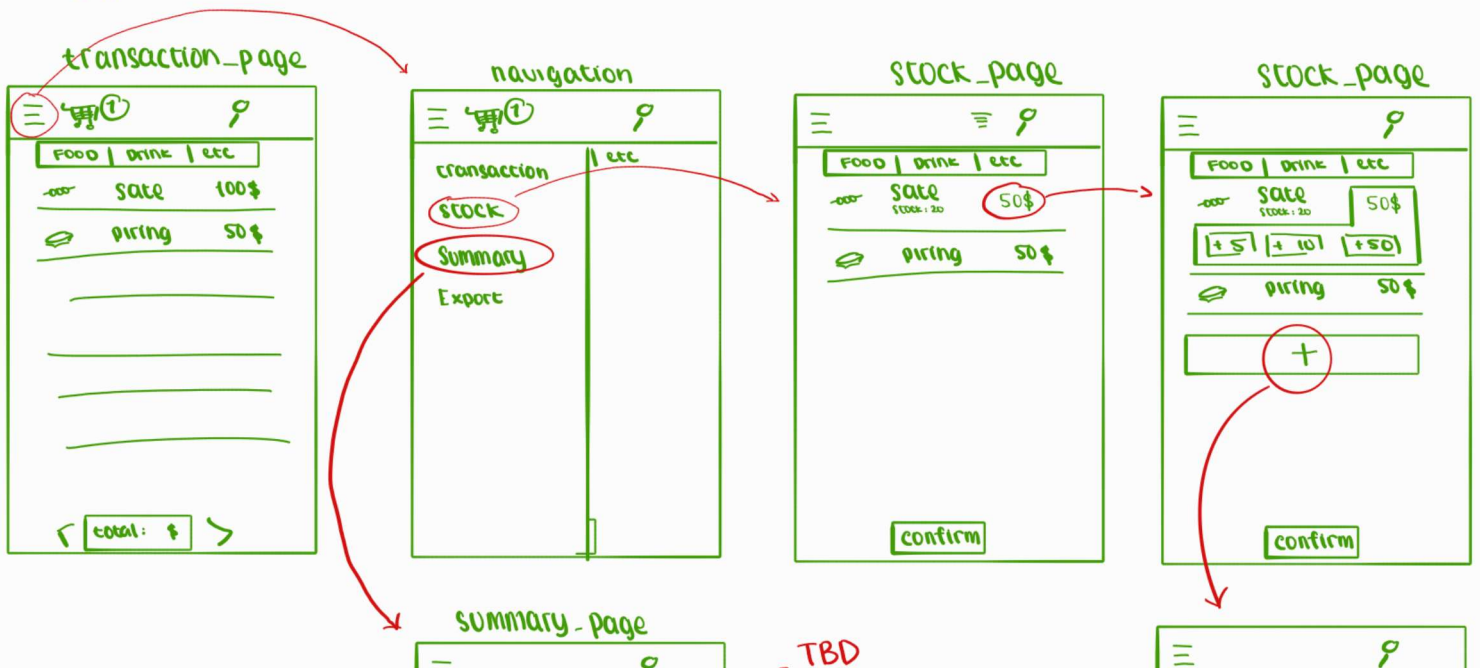 transaction_page
1
Food | Drink | etc
sate 100$
piring 50$
total: $
navigation
1
etc
transaction
stock
summary
Export
stock_page
Food | Drink | etc
sate 50$
stock: 20
piring 50$
confirm
stock_page
Food | Drink | etc
sate 50$
stock: 20
+5 +10 +50
piring 50$
+
confirm
summary_page
TBD